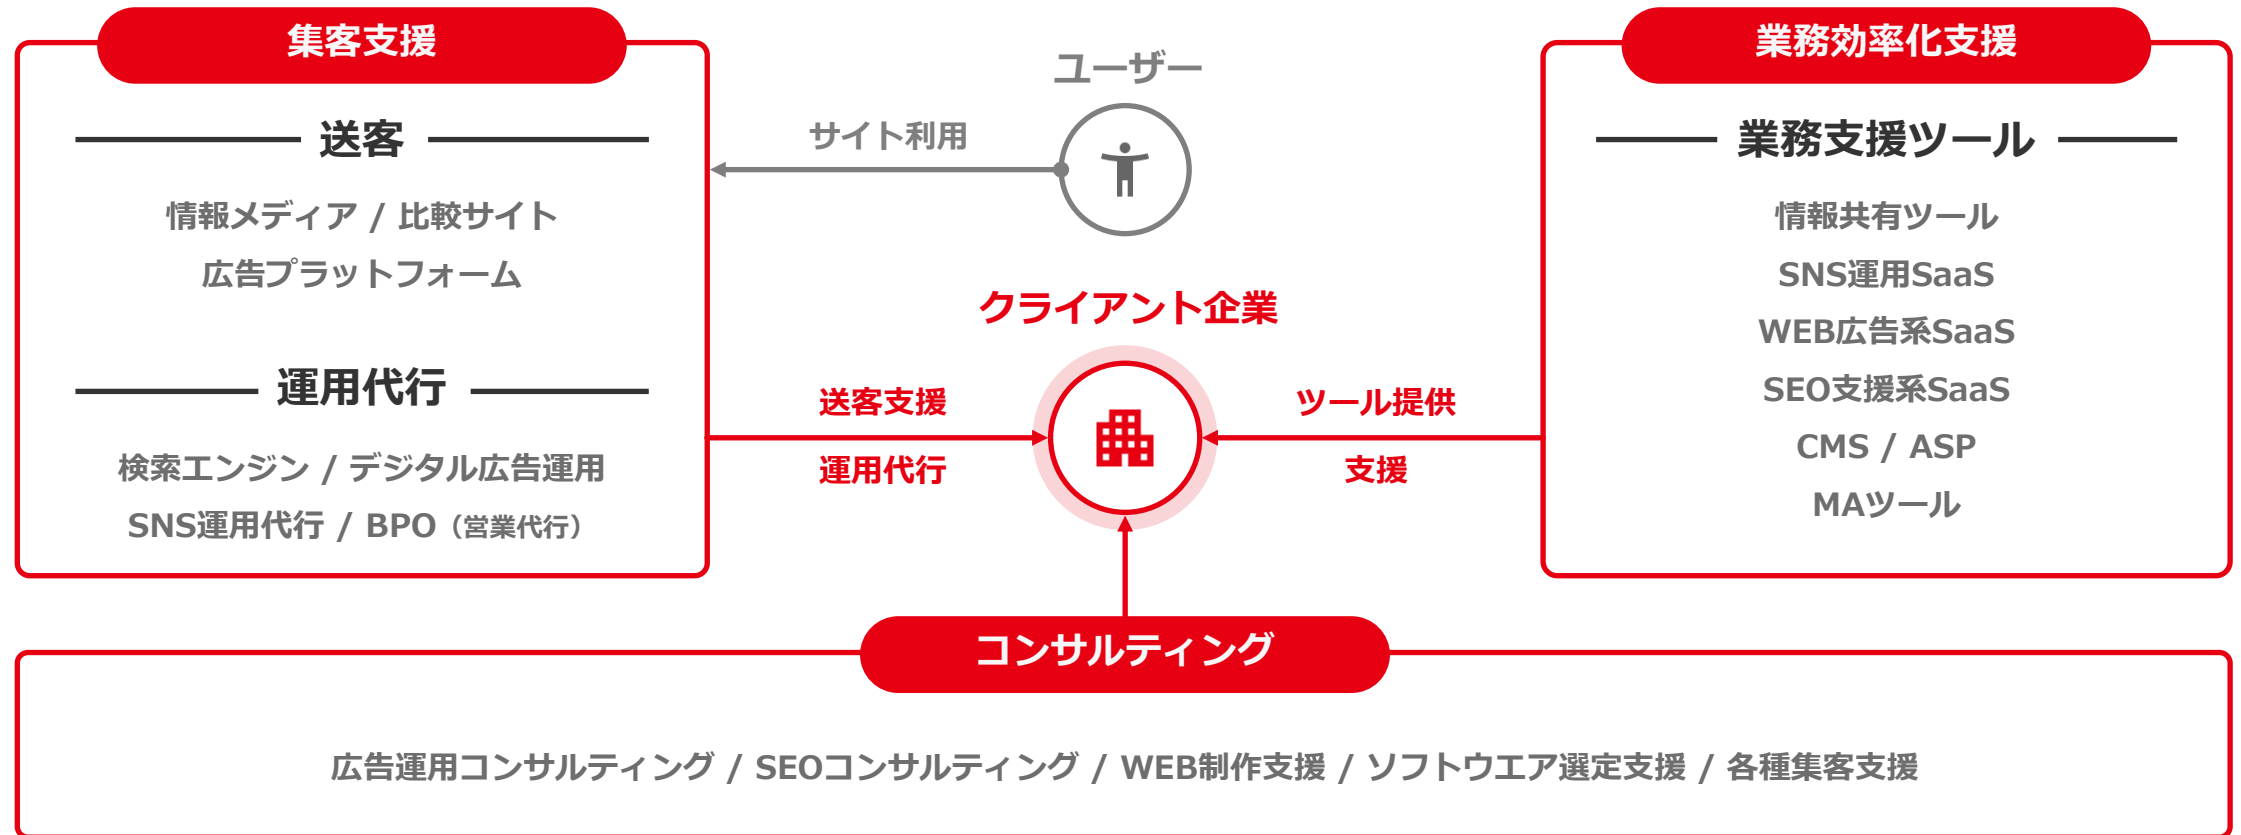 集客支援
送客
情報メディア / 比較サイト
広告プラットフォーム
運用代行
検索エンジン / デジタル広告運用
SNS運用代行 / BPO（営業代行）
ユーザー
サイト利用
クライアント企業
送客支援
運用代行
ツール提供
支援
業務効率化支援
業務支援ツール
情報共有ツール
SNS運用SaaS
WEB広告系SaaS
SEO支援系SaaS
CMS / ASP
MAツール
コンサルティング
広告運用コンサルティング / SEOコンサルティング / WEB制作支援 / ソフトウエア選定支援 / 各種集客支援